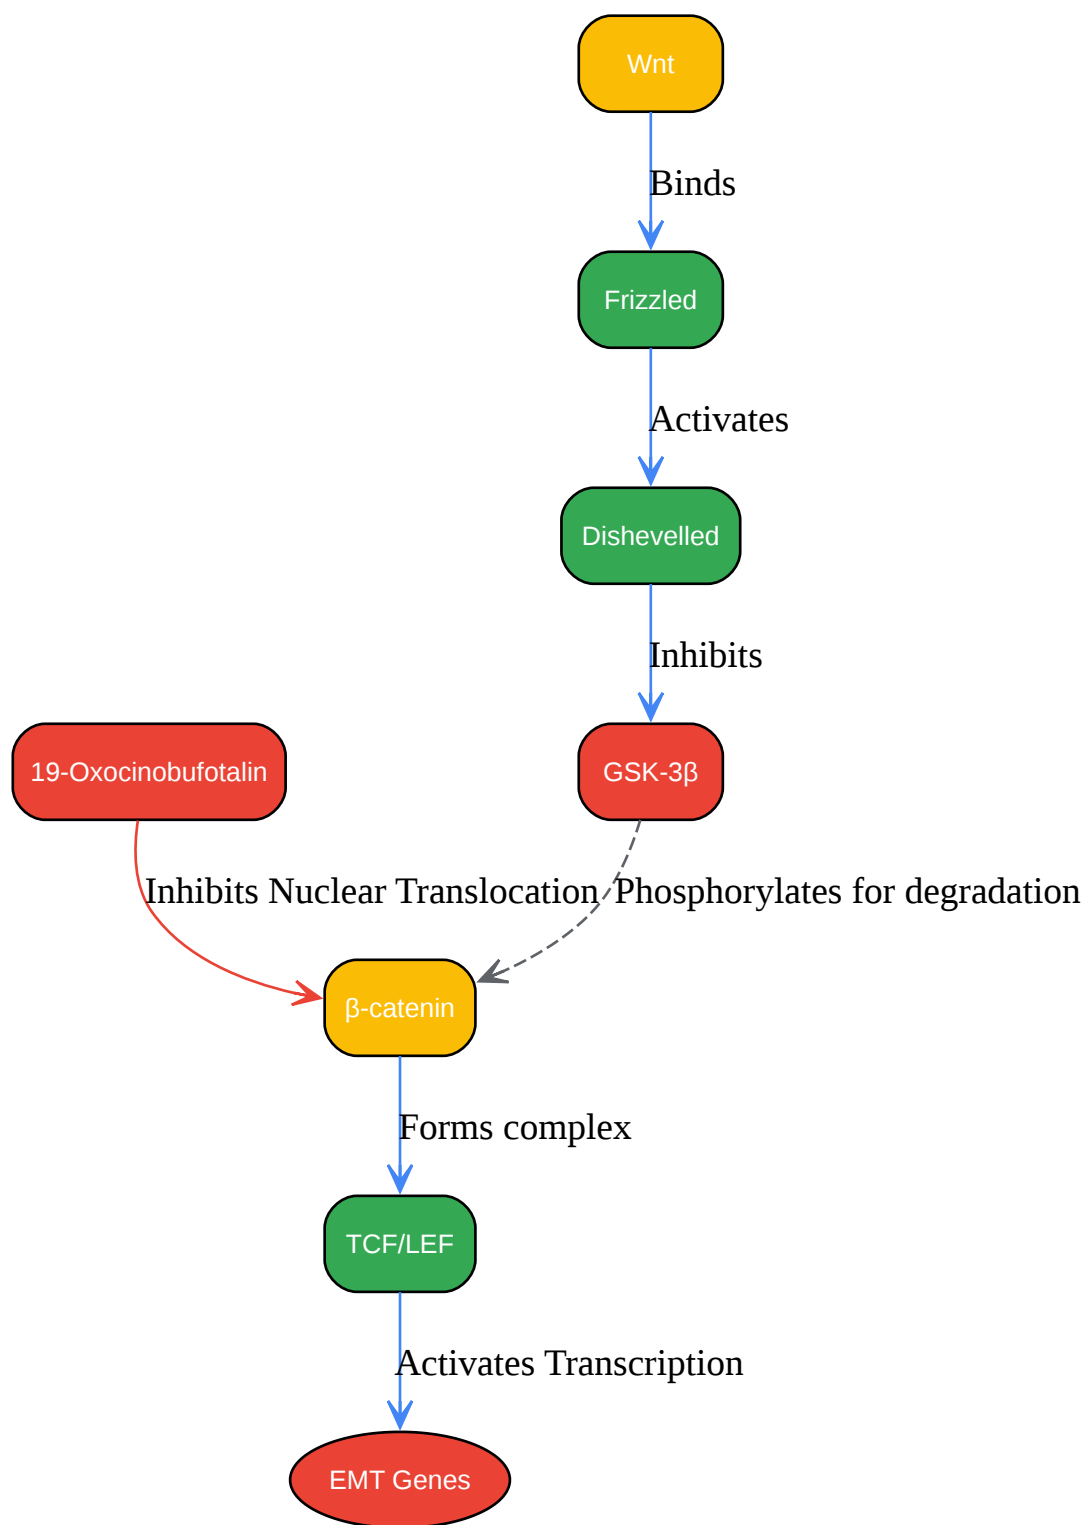 Wnt
Binds
Frizzled
Activates
Dishevelled
Inhibits
19-Oxocinobufotalin
GSK-3β
Inhibits Nuclear Translocation
Phosphorylates for degradation
β-catenin
Forms complex
TCF/LEF
Activates Transcription
EMT Genes